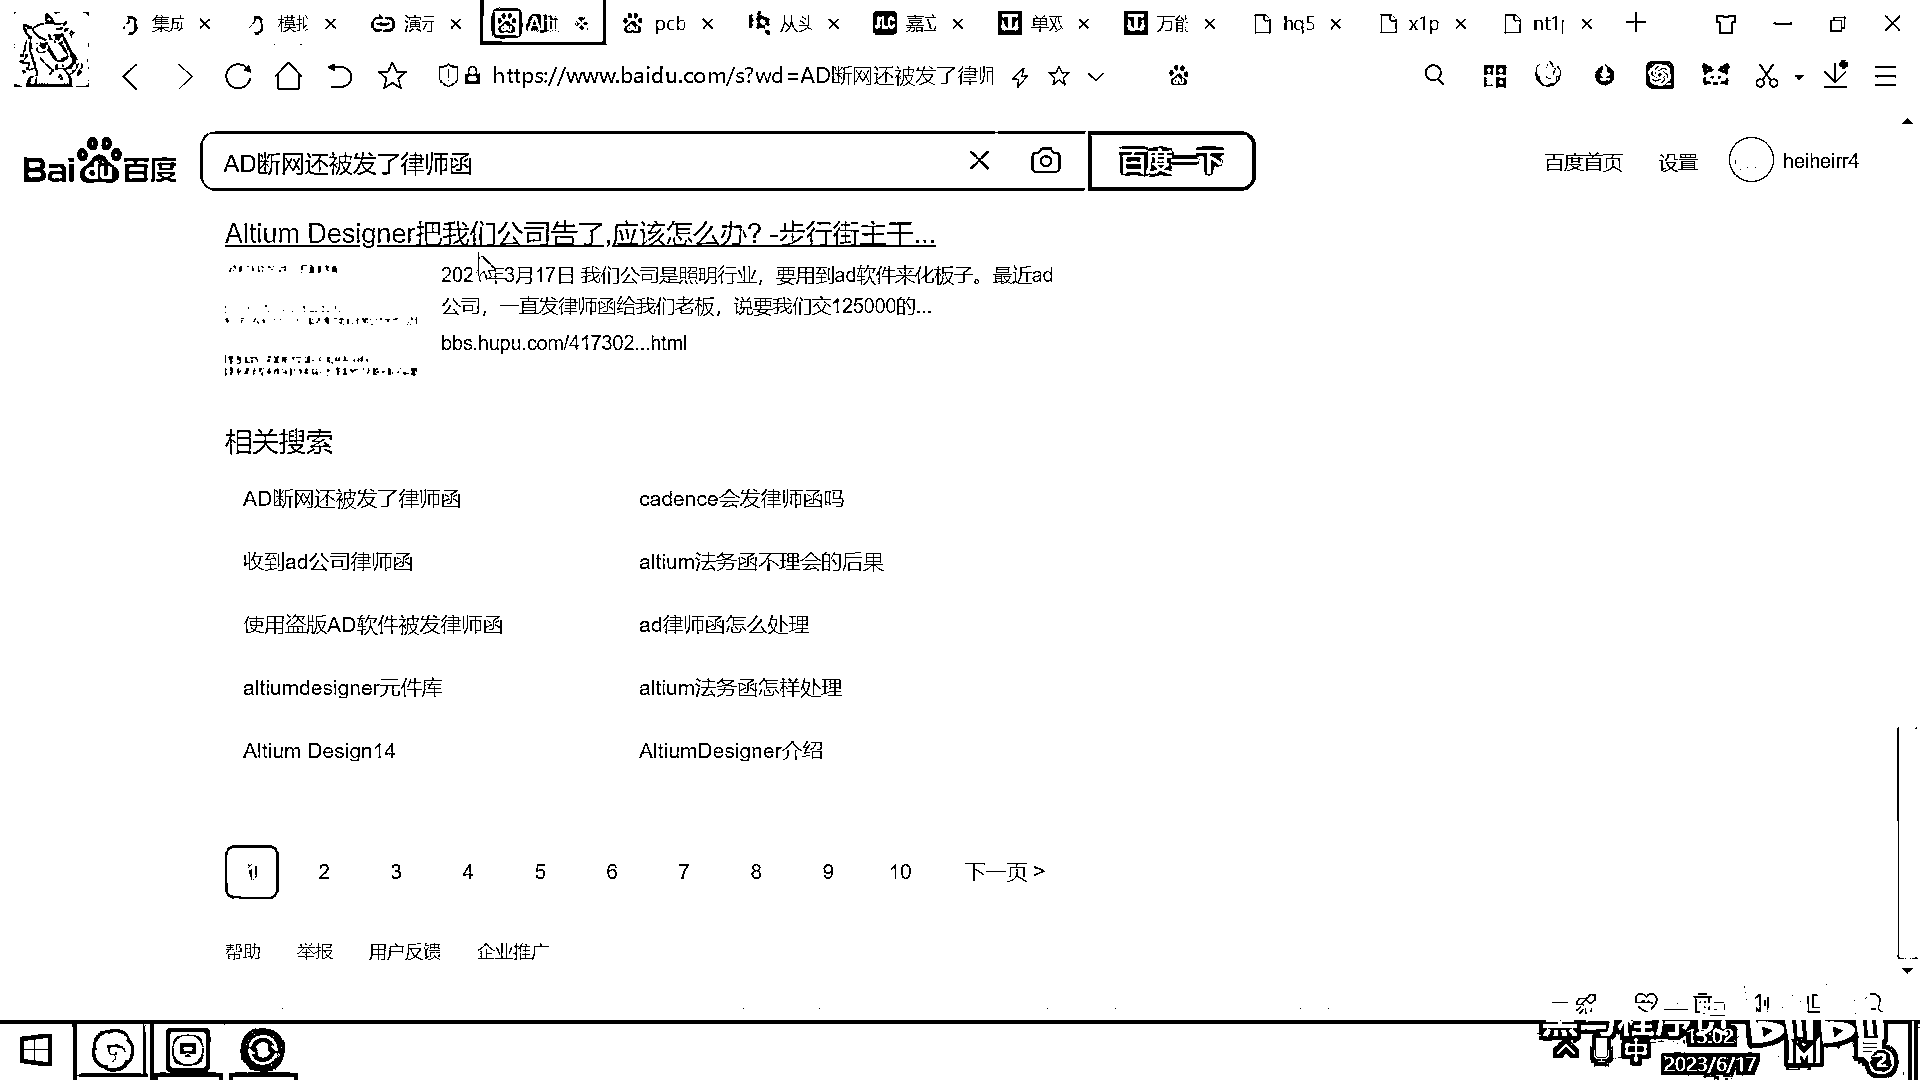 集成 模拟 演示 pcb 从头 嘉立 单双 万能 hq5 x1p nt1p
https://www.baidu.com/s?wd=AD断网还被发了律师
Bai du 百度
AD断网还被发了律师函
百度一下
百度首页 设置 heiheirr4
Altium Designer把我们公司告了,应该怎么办? -步行街主干...
年3月17日 我们公司是照明行业，要用到ad软件来化板子。最近ad
公司，一直发律师函给我们老板，说要我们交125000的...
bbs.hupu.com/417302...html
相关搜索
AD断网还被发了律师函 cadence会发律师函吗
收到ad公司律师函 altium法务函不理会的后果
使用盗版AD软件被发律师函 ad律师函怎么处理
altiumdesigner元件库 altium法务函怎样处理
Altium Design14 AltiumDesigner介绍
1 2 3 4 5 6 7 8 9 10 下一页 >
帮助 举报 用户反馈 企业推广
中 15:02
2023/6/17
2